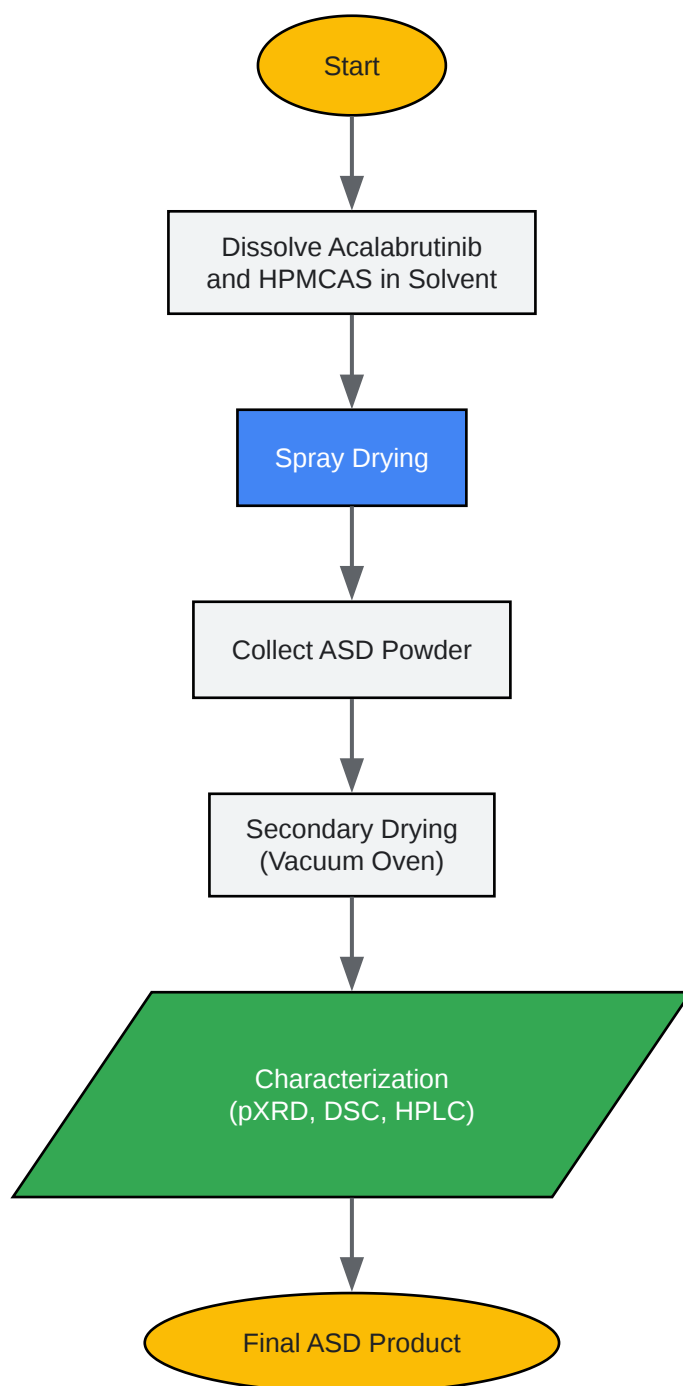 Start
Dissolve Acalabrutinib
and HPMCAS in Solvent
Spray Drying
Collect ASD Powder
Secondary Drying
(Vacuum Oven)
Characterization
(pXRD, DSC, HPLC)
Final ASD Product